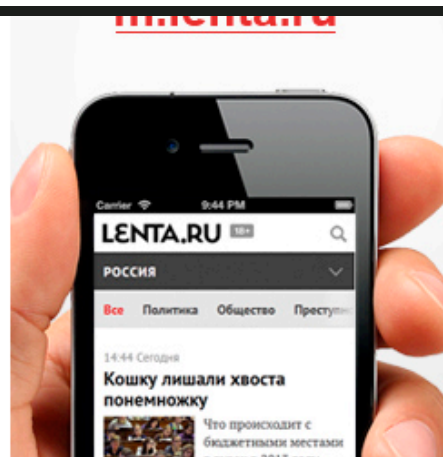 m.lenta.ru
Carrier 9:44 PM
LENTA.RU 18+
РОССИЯ
Все Политика Общество
14:44 Сегодня
Кошку лишали хвоста
понемножку
Что происходит с
бюджетными местами